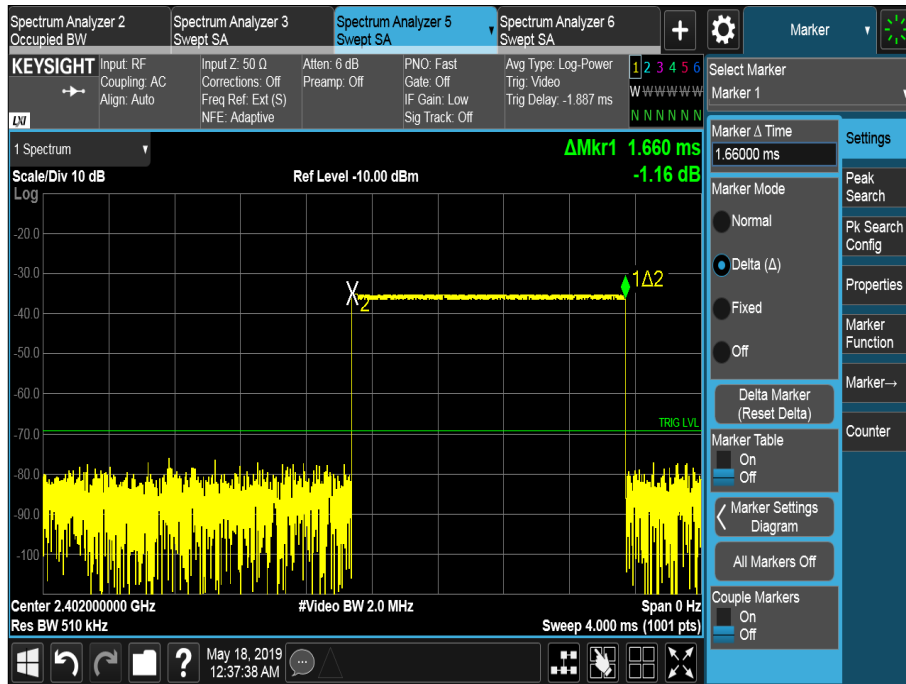 Spectrum Analyzer 2
Occupied BW
Spectrum Analyzer 3
Swept SA
Spectrum Analyzer 5
Swept SA
Spectrum Analyzer 6
Swept SA
Marker
KEYSIGHT
LXI
Input: RF
Coupling: AC
Align: Auto
Input Z: 50 Ω
Corrections: Off
Freq Ref: Ext (S)
NFE: Adaptive
Atten: 6 dB
Preamp: Off
PNO: Fast
Gate: Off
IF Gain: Low
Sig Track: Off
Avg Type: Log-Power
Trig: Video
Trig Delay: -1.887 ms
1 2 3 4 5 6
W W W W W W
N N N N N N
Select Marker
Marker 1
1 Spectrum
ΔMkr1 1.660 ms
-1.16 dB
Scale/Div 10 dB
Ref Level -10.00 dBm
Log
-20.0
-30.0
-40.0
-50.0
-60.0
-70.0
-80.0
-90.0
-100
2
1Δ2
TRIG LVL
Center 2.402000000 GHz
#Video BW 2.0 MHz
Span 0 Hz
Res BW 510 kHz
Sweep 4.000 ms (1001 pts)
Marker Δ Time
1.66000 ms
Marker Mode
Normal
Delta (Δ)
Fixed
Off
Delta Marker
(Reset Delta)
Marker Table
On
Off
Marker Settings
Diagram
All Markers Off
Couple Markers
On
Off
Settings
Peak
Search
Pk Search
Config
Properties
Marker
Function
Marker→
Counter
May 18, 2019
12:37:38 AM